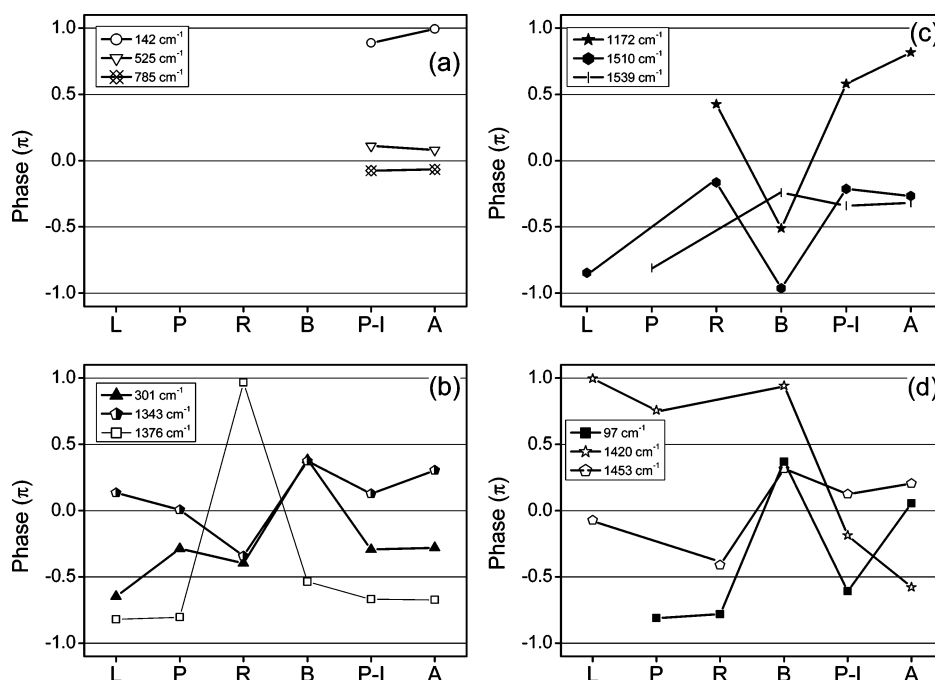 (a)
142 cm⁻¹
525 cm⁻¹
785 cm⁻¹
Phase (π)
1.0
0.5
0.0
-0.5
-1.0
L P R B P-I A
(c)
1172 cm⁻¹
1510 cm⁻¹
1539 cm⁻¹
Phase (π)
1.0
0.5
0.0
-0.5
-1.0
L P R B P-I A
(b)
301 cm⁻¹
1343 cm⁻¹
1376 cm⁻¹
Phase (π)
1.0
0.5
0.0
-0.5
-1.0
L P R B P-I A
(d)
97 cm⁻¹
1420 cm⁻¹
1453 cm⁻¹
Phase (π)
1.0
0.5
0.0
-0.5
-1.0
L P R B P-I A